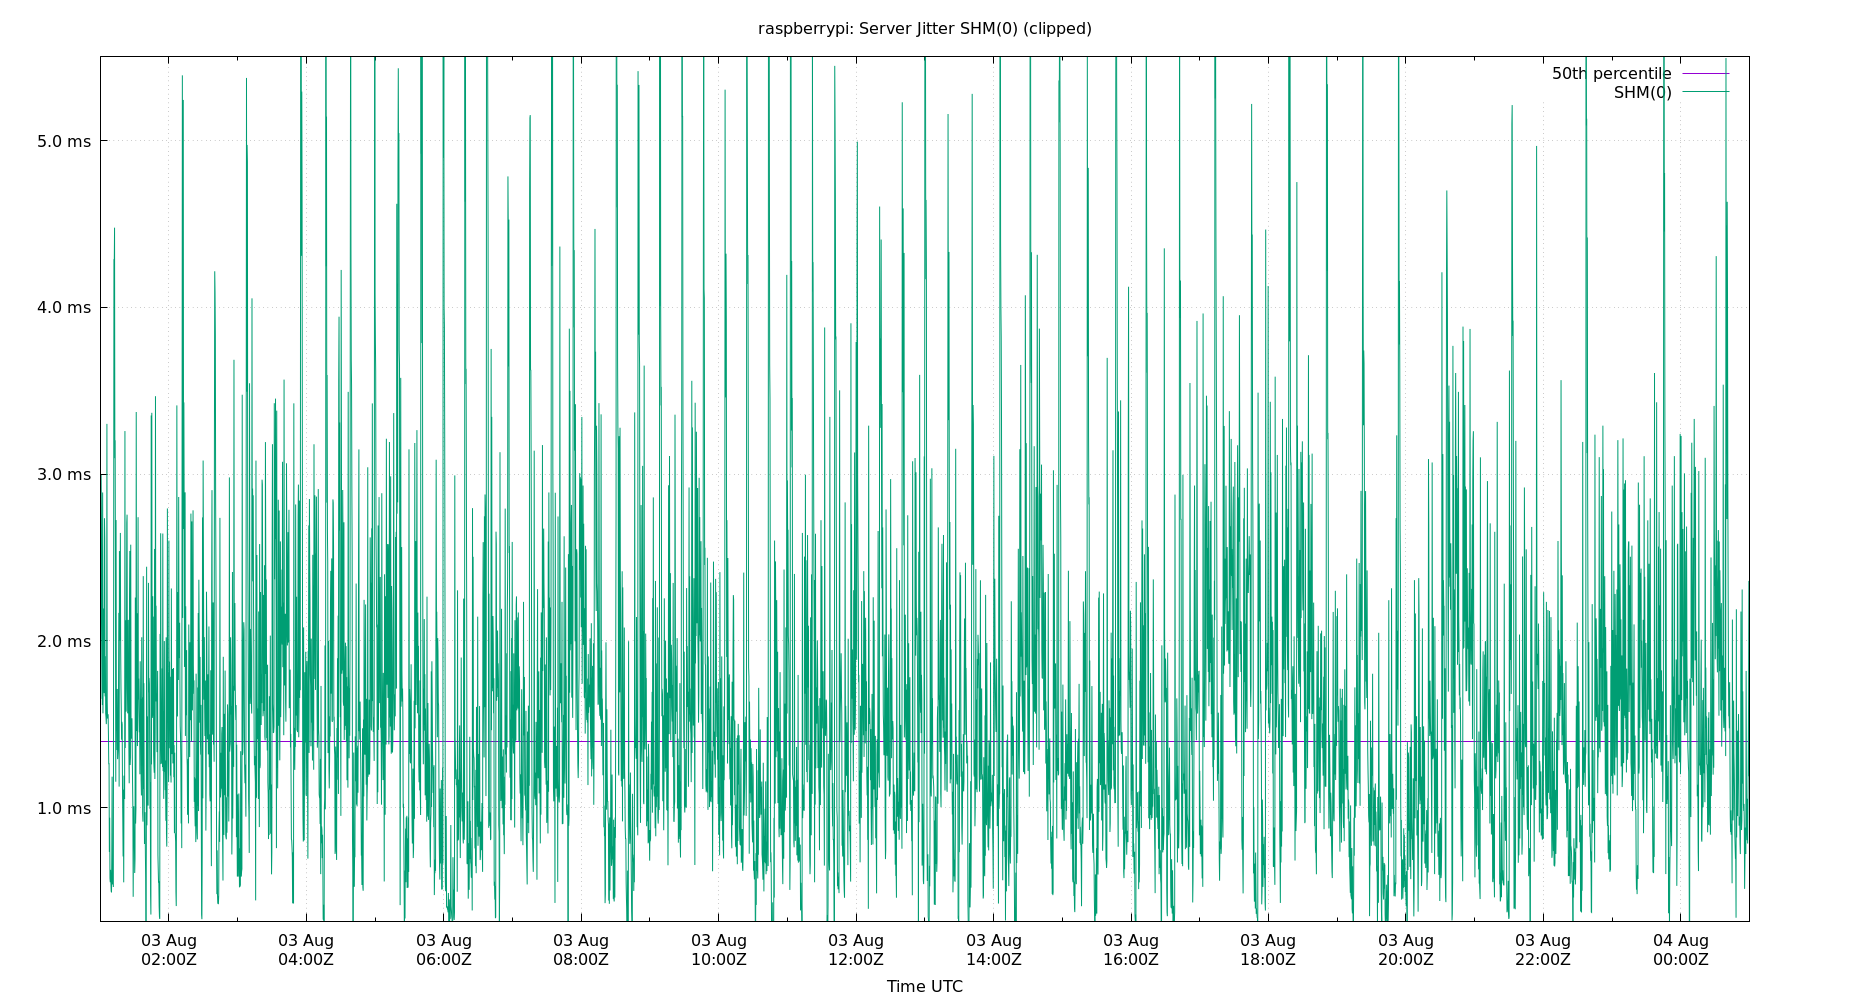 raspberrypi: Server Jitter SHM(0) (clipped)
50th percentile
SHM(0)
5.0 ms
4.0 ms
3.0 ms
2.0 ms
1.0 ms
03 Aug 03 Aug 03 Aug 03 Aug 03 Aug 03 Aug 03 Aug 03 Aug 03 Aug 03 Aug 03 Aug 04 Aug
02:00Z 04:00Z 06:00Z 08:00Z 10:00Z 12:00Z 14:00Z 16:00Z 18:00Z 20:00Z 22:00Z 00:00Z
Time UTC